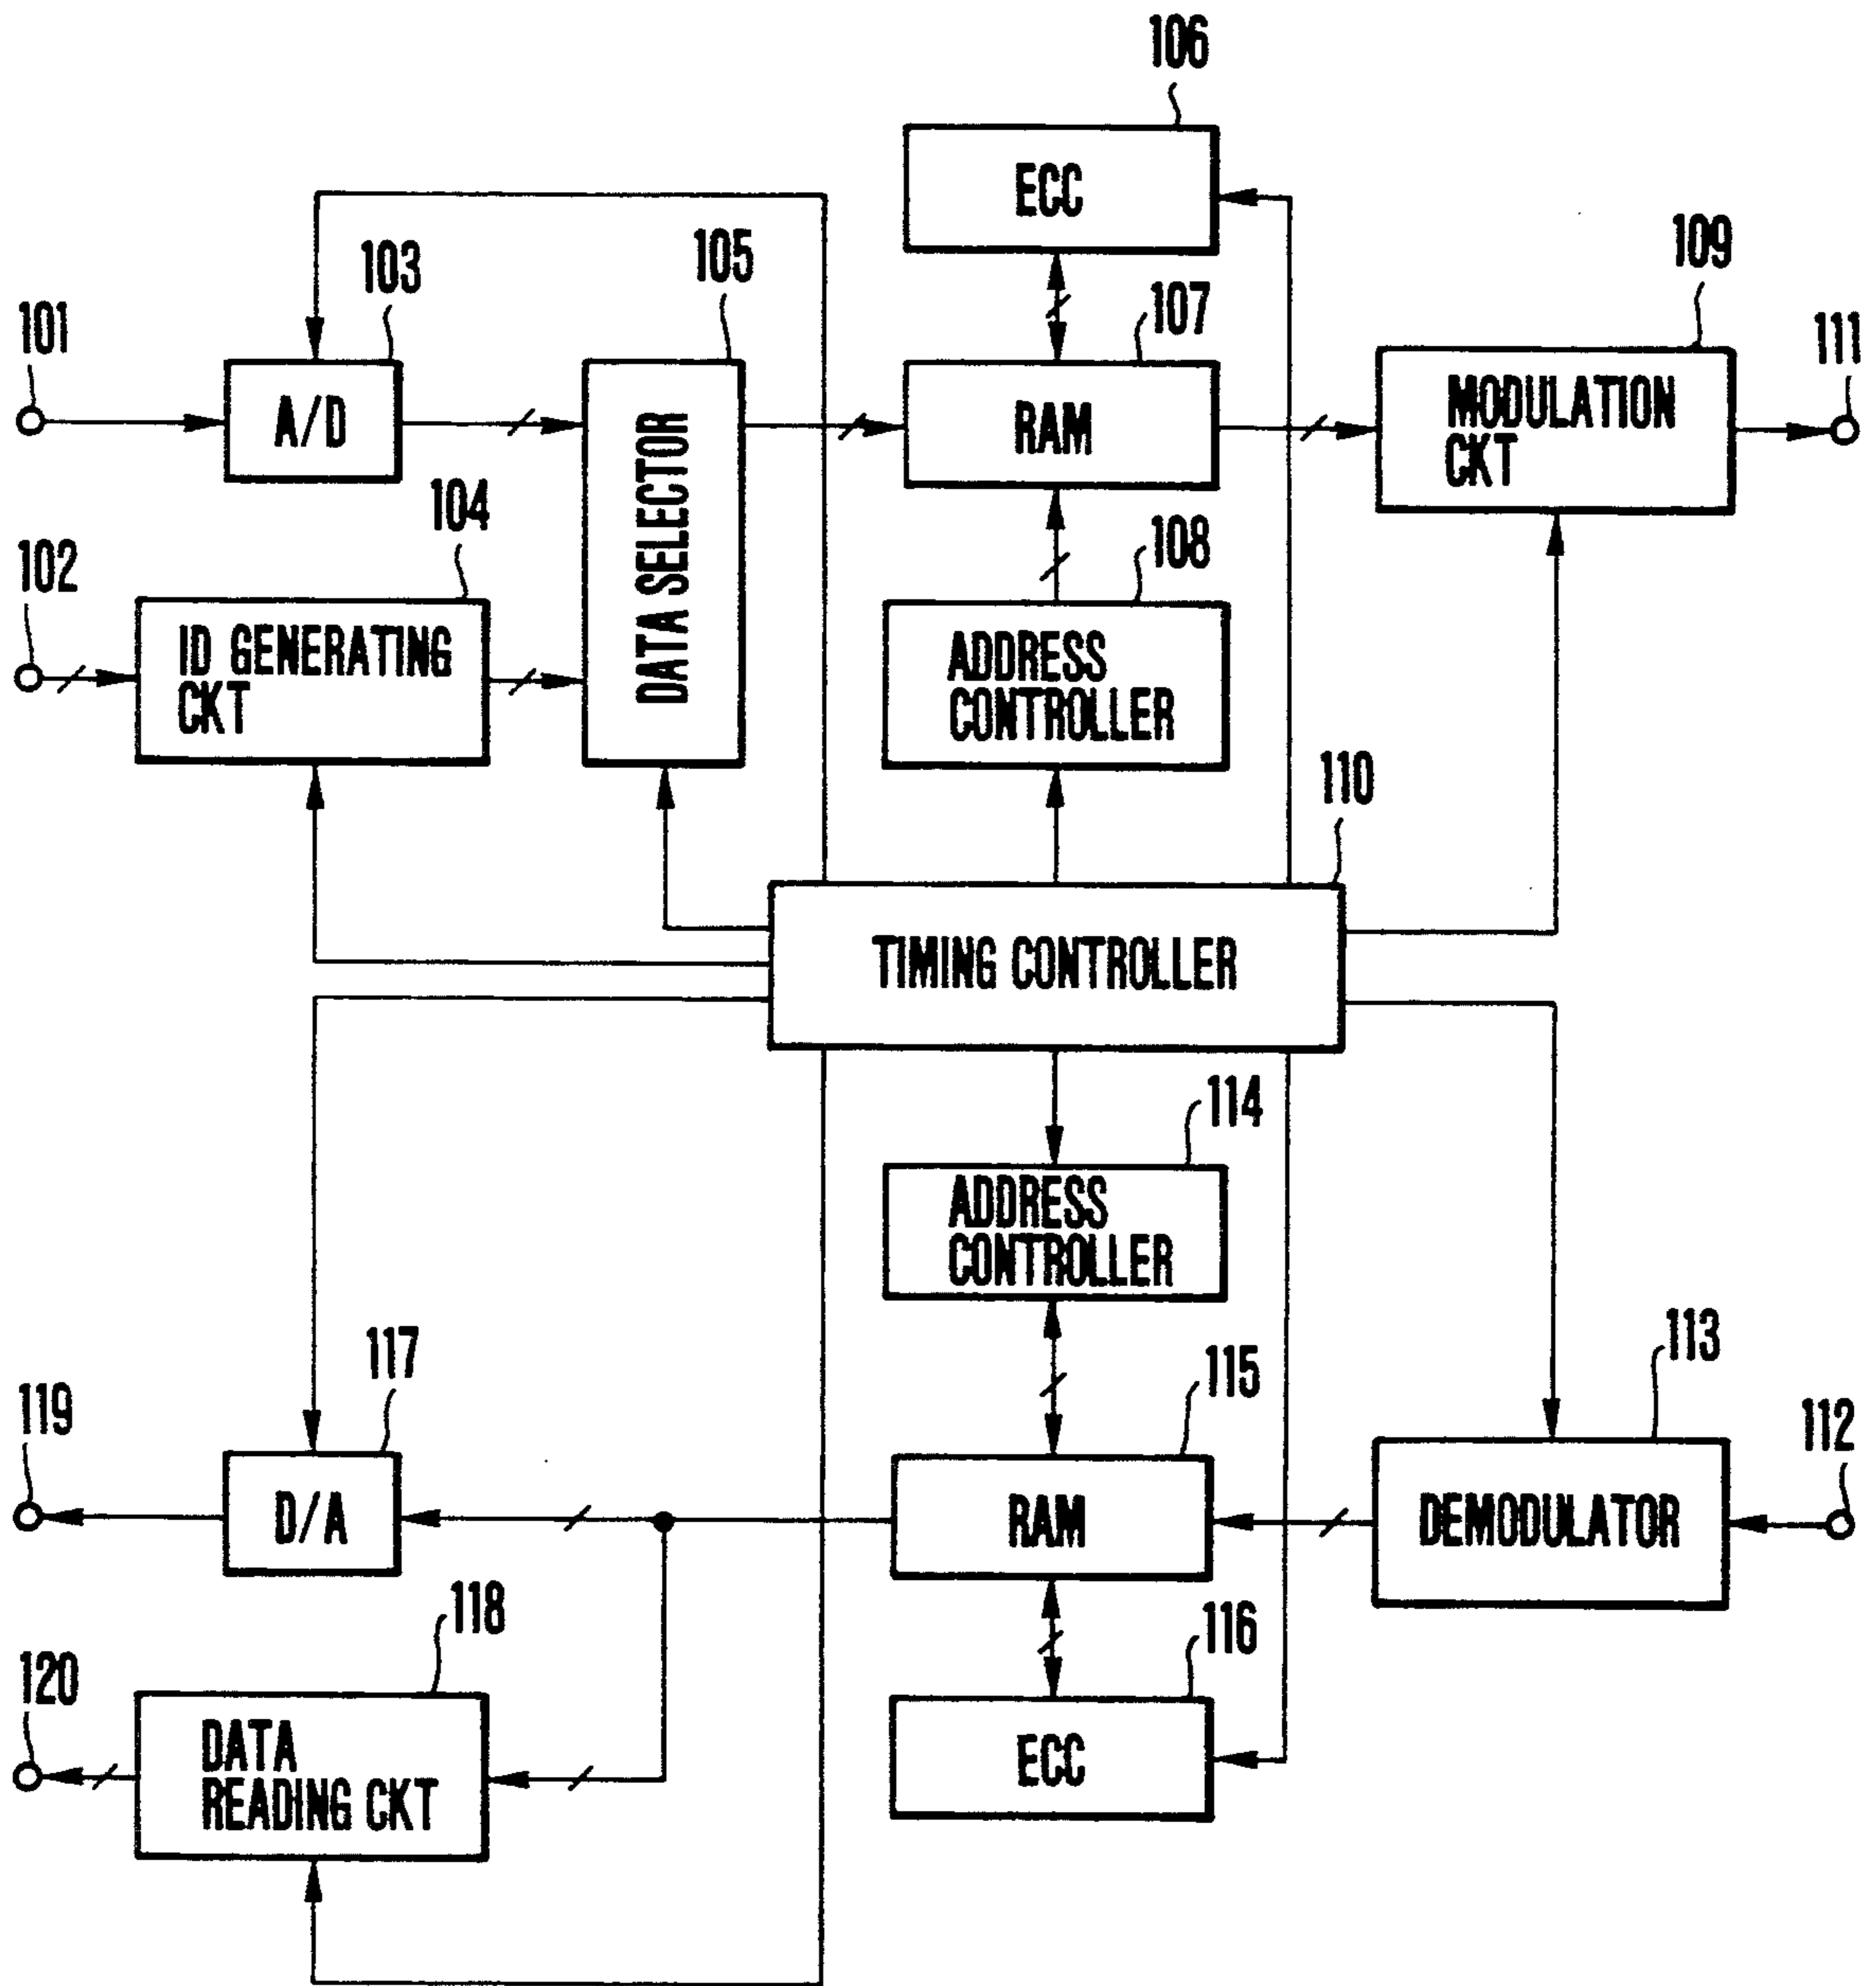 106
ECC
103
105
109
101
107
111
A/D
DATA SELECTOR
RAM
MODULATION
CKT
104
102
108
ID GENERATING
CKT
ADDRESS
CONTROLLER
110
TIMING CONTROLLER
114
ADDRESS
CONTROLLER
117
113
119
115
112
D/A
RAM
DEMODULATOR
118
116
120
DATA
READING CKT
ECC